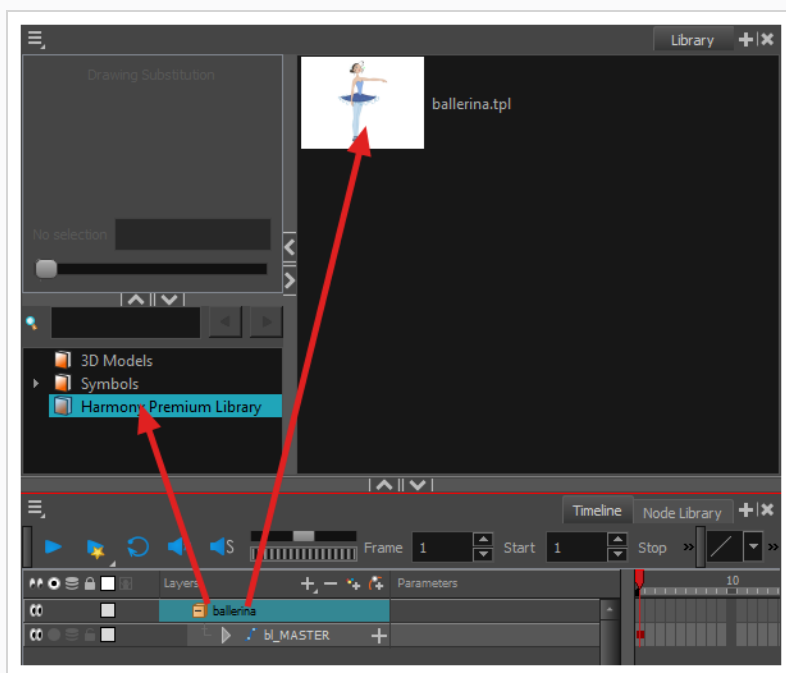 Library
Drawing Substitution
ballerina.tpl
No selection
3D Models
Symbols
Harmony Premium Library
Timeline Node Library
S Frame 1 Start 1 Stop
Layers Parameters 10
ballerina
bl_MASTER